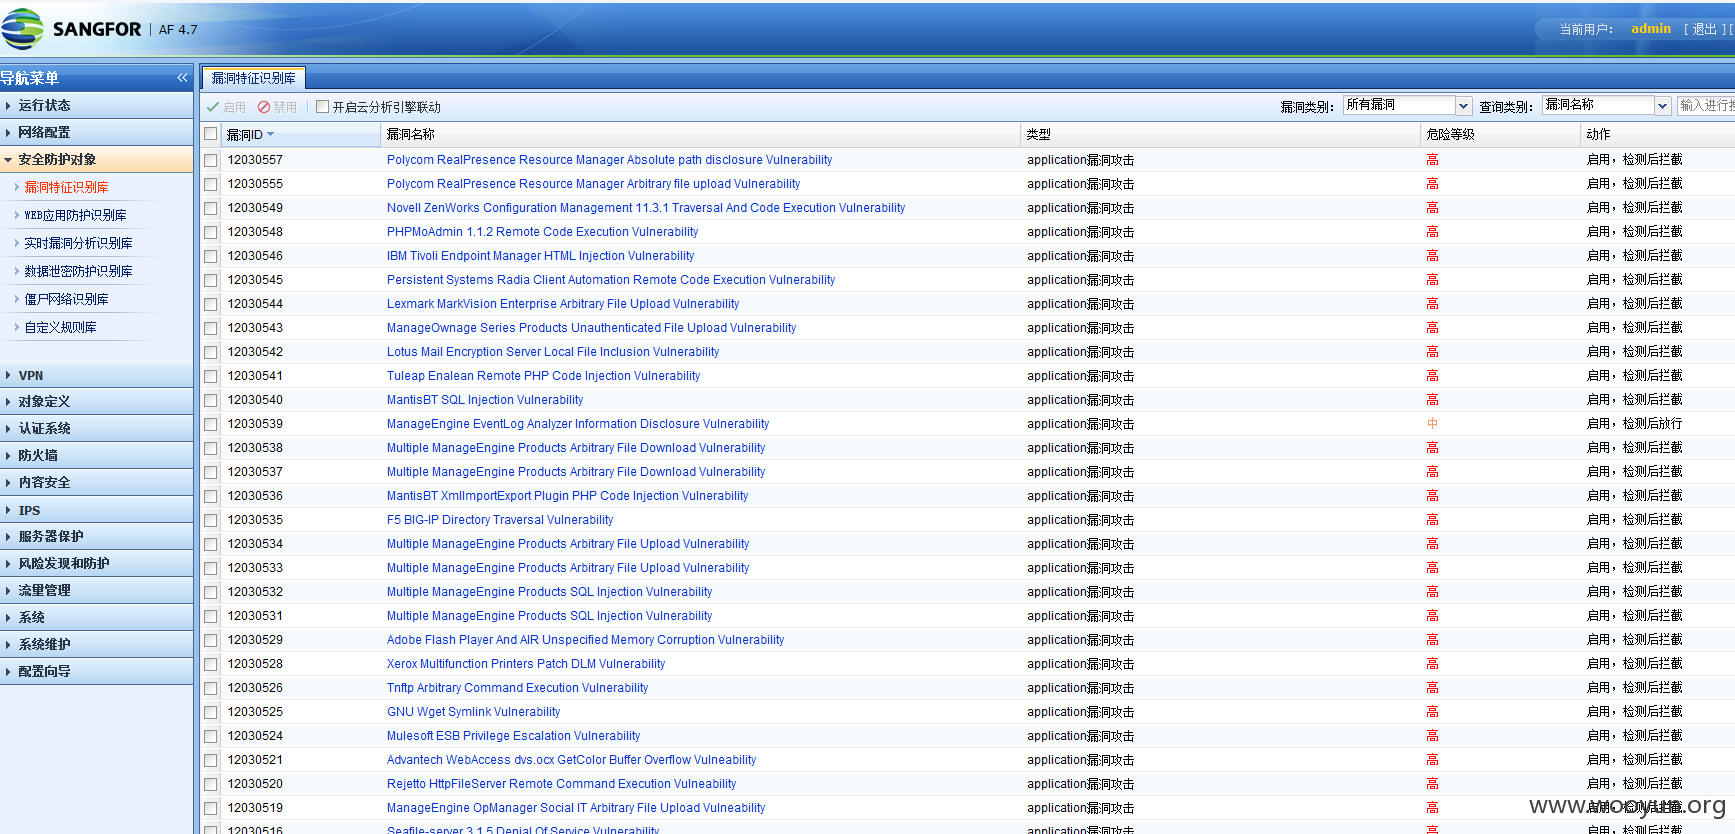 SANGFOR | AF 4.7
当前用户： admin [ 退出 ] [
导航菜单 «
运行状态
网络配置
安全防护对象
漏洞特征识别库
WEB应用防护识别库
实时漏洞分析识别库
数据泄密防护识别库
僵尸网络识别库
自定义规则库
VPN
对象定义
认证系统
防火墙
内容安全
IPS
服务器保护
风险发现和防护
流量管理
系统
系统维护
配置向导
漏洞特征识别库
启用 禁用 开启云分析引擎联动 漏洞类别： 所有漏洞 查询类别： 漏洞名称 输入进行搜
漏洞ID 漏洞名称 类型 危险等级 动作
12030557 Polycom RealPresence Resource Manager Absolute path disclosure Vulnerability application漏洞攻击 高 启用，检测后拦截
12030555 Polycom RealPresence Resource Manager Arbitrary file upload Vulnerability application漏洞攻击 高 启用，检测后拦截
12030549 Novell ZenWorks Configuration Management 11.3.1 Traversal And Code Execution Vulnerability application漏洞攻击 高 启用，检测后拦截
12030548 PHPMoAdmin 1.1.2 Remote Code Execution Vulnerability application漏洞攻击 高 启用，检测后拦截
12030546 IBM Tivoli Endpoint Manager HTML Injection Vulnerability application漏洞攻击 高 启用，检测后拦截
12030545 Persistent Systems Radia Client Automation Remote Code Execution Vulnerability application漏洞攻击 高 启用，检测后拦截
12030544 Lexmark MarkVision Enterprise Arbitrary File Upload Vulnerability application漏洞攻击 高 启用，检测后拦截
12030543 ManageOwnage Series Products Unauthenticated File Upload Vulnerability application漏洞攻击 高 启用，检测后拦截
12030542 Lotus Mail Encryption Server Local File Inclusion Vulnerability application漏洞攻击 高 启用，检测后拦截
12030541 Tuleap Enalean Remote PHP Code Injection Vulnerability application漏洞攻击 高 启用，检测后拦截
12030540 MantisBT SQL Injection Vulnerability application漏洞攻击 高 启用，检测后拦截
12030539 ManageEngine EventLog Analyzer Information Disclosure Vulnerability application漏洞攻击 中 启用，检测后放行
12030538 Multiple ManageEngine Products Arbitrary File Download Vulnerability application漏洞攻击 高 启用，检测后拦截
12030537 Multiple ManageEngine Products Arbitrary File Download Vulnerability application漏洞攻击 高 启用，检测后拦截
12030536 MantisBT XmlImportExport Plugin PHP Code Injection Vulnerability application漏洞攻击 高 启用，检测后拦截
12030535 F5 BIG-IP Directory Traversal Vulnerability application漏洞攻击 高 启用，检测后拦截
12030534 Multiple ManageEngine Products Arbitrary File Upload Vulnerability application漏洞攻击 高 启用，检测后拦截
12030533 Multiple ManageEngine Products Arbitrary File Upload Vulnerability application漏洞攻击 高 启用，检测后拦截
12030532 Multiple ManageEngine Products SQL Injection Vulnerability application漏洞攻击 高 启用，检测后拦截
12030531 Multiple ManageEngine Products SQL Injection Vulnerability application漏洞攻击 高 启用，检测后拦截
12030529 Adobe Flash Player And AIR Unspecified Memory Corruption Vulnerability application漏洞攻击 高 启用，检测后拦截
12030528 Xerox Multifunction Printers Patch DLM Vulnerability application漏洞攻击 高 启用，检测后拦截
12030526 Tnftp Arbitrary Command Execution Vulnerability application漏洞攻击 高 启用，检测后拦截
12030525 GNU Wget Symlink Vulnerability application漏洞攻击 高 启用，检测后拦截
12030524 Mulesoft ESB Privilege Escalation Vulnerability application漏洞攻击 高 启用，检测后拦截
12030521 Advantech WebAccess dvs.ocx GetColor Buffer Overflow Vulneability application漏洞攻击 高 启用，检测后拦截
12030520 Rejetto HttpFileServer Remote Command Execution Vulneability application漏洞攻击 高 启用，检测后拦截
12030519 ManageEngine OpManager Social IT Arbitrary File Upload Vulneability application漏洞攻击 高 启用，检测后拦截
12030516 Seafile-server 3.1.5 Denial Of Service Vulnerability application漏洞攻击 高 启用，检测后拦截
www.wooyun.org